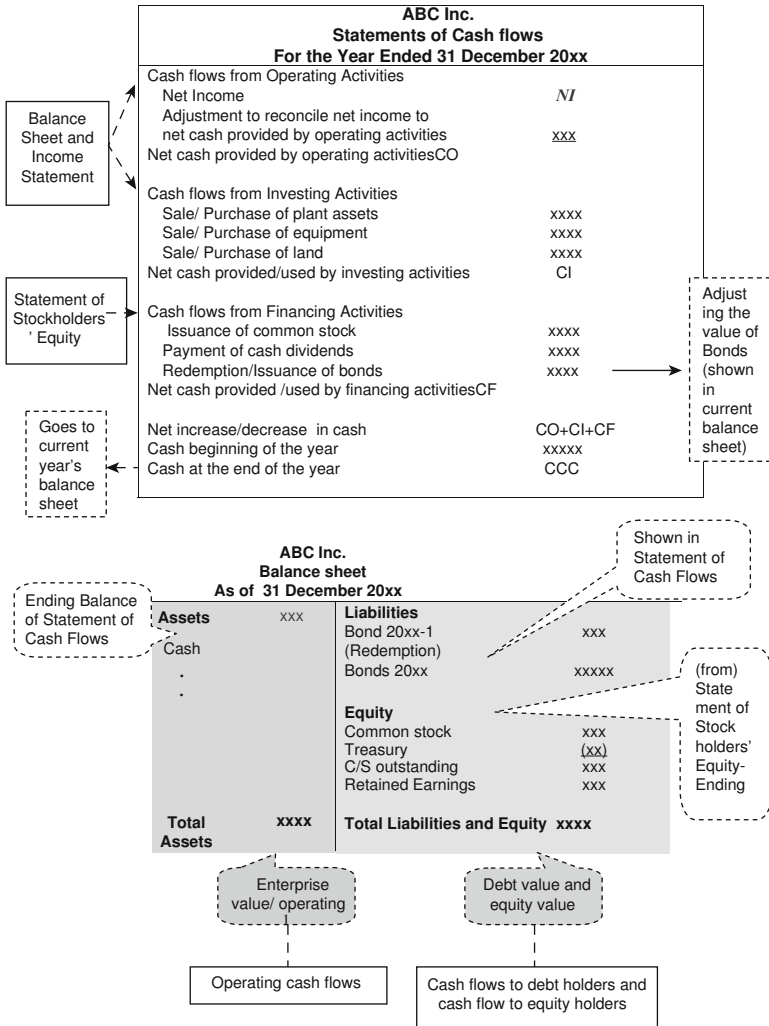 ABC Inc.
Statements of Cash flows
For the Year Ended 31 December 20xx
Cash flows from Operating Activities
Net Income NI
Adjustment to reconcile net income to
net cash provided by operating activities xxx
Net cash provided by operating activitiesCO
Cash flows from Investing Activities
Sale/ Purchase of plant assets xxxx
Sale/ Purchase of equipment xxxx
Sale/ Purchase of land xxxx
Net cash provided/used by investing activities CI
Cash flows from Financing Activities
Issuance of common stock xxxx
Payment of cash dividends xxxx
Redemption/Issuance of bonds xxxx
Net cash provided /used by financing activitiesCF
Net increase/decrease in cash CO+CI+CF
Cash beginning of the year xxxxx
Cash at the end of the year CCC
Balance
Sheet and
Income
Statement
Statement of
Stockholders
' Equity
Goes to
current
year's
balance
sheet
Adjust
ing the
value of
Bonds
(shown
in
current
balance
sheet)
ABC Inc.
Balance sheet
As of 31 December 20xx
Ending Balance
of Statement of
Cash Flows
Shown in
Statement of
Cash Flows
Assets xxx
Cash
.
.
Total xxxx
Assets
Liabilities
Bond 20xx-1 xxx
(Redemption)
Bonds 20xx xxxxx
Equity
Common stock xxx
Treasury (xx)
C/S outstanding xxx
Retained Earnings xxx
Total Liabilities and Equity xxxx
(from)
State
ment of
Stock
holders'
Equity-
Ending
Enterprise
value/ operating
Debt value and
equity value
Operating cash flows
Cash flows to debt holders and
cash flow to equity holders